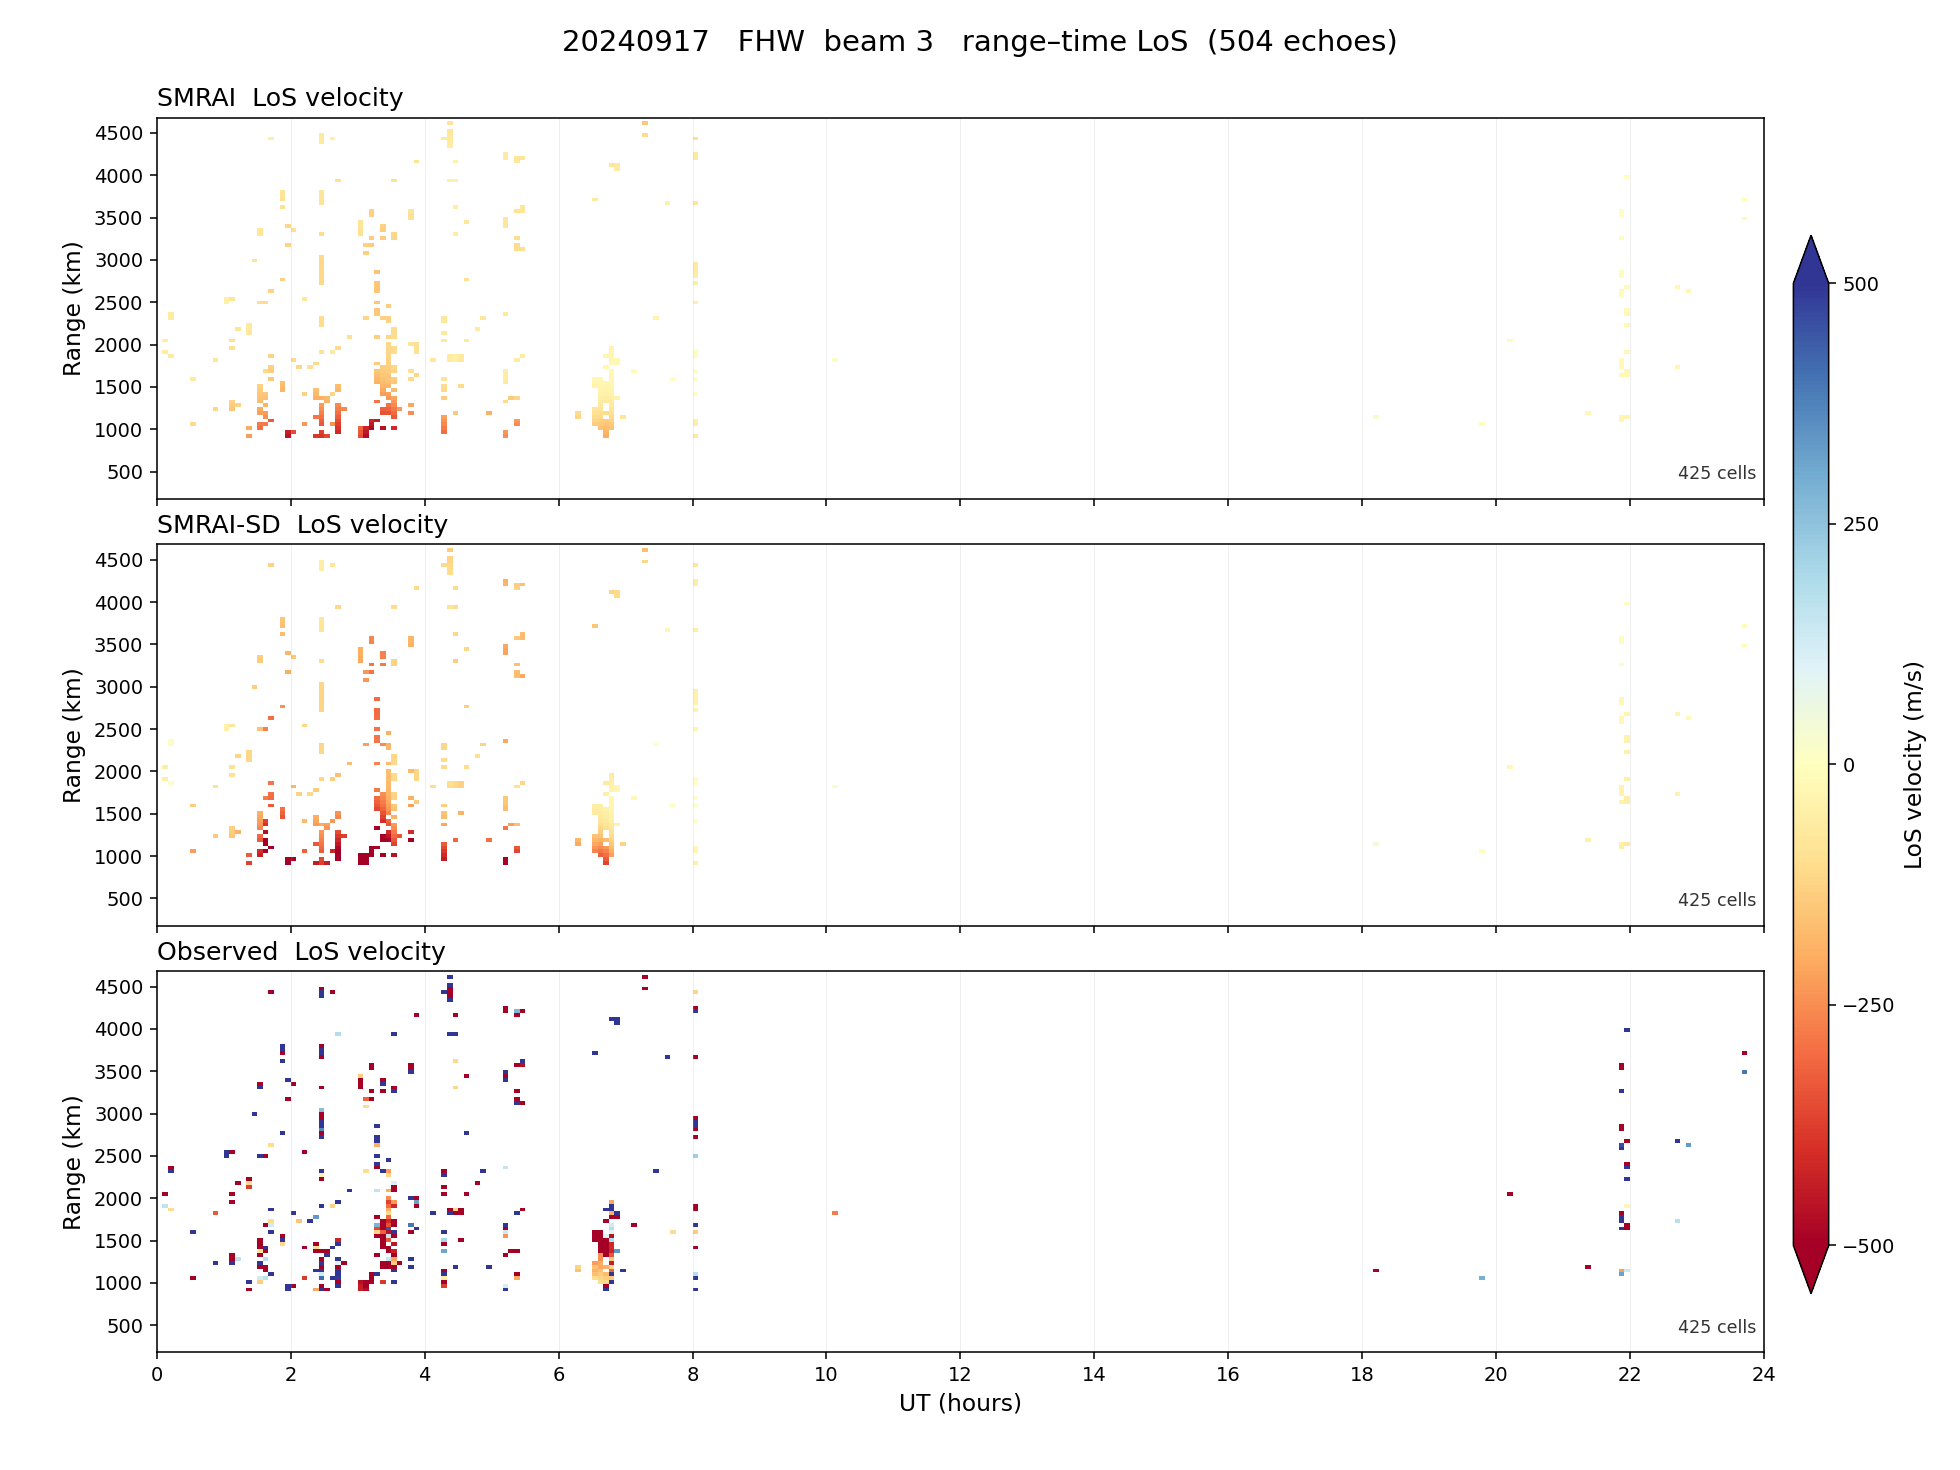 20240917 FHW beam 3 range–time LoS (504 echoes)
SMRAI LoS velocity
4500
4000
3500
3000
2500
2000
1500
1000
500
Range (km)
425 cells
SMRAI-SD LoS velocity
4500
4000
3500
3000
2500
2000
1500
1000
500
Range (km)
425 cells
Observed LoS velocity
4500
4000
3500
3000
2500
2000
1500
1000
500
Range (km)
425 cells
0 2 4 6 8 10 12 14 16 18 20 22 24
UT (hours)
500
250
0
−250
−500
LoS velocity (m/s)